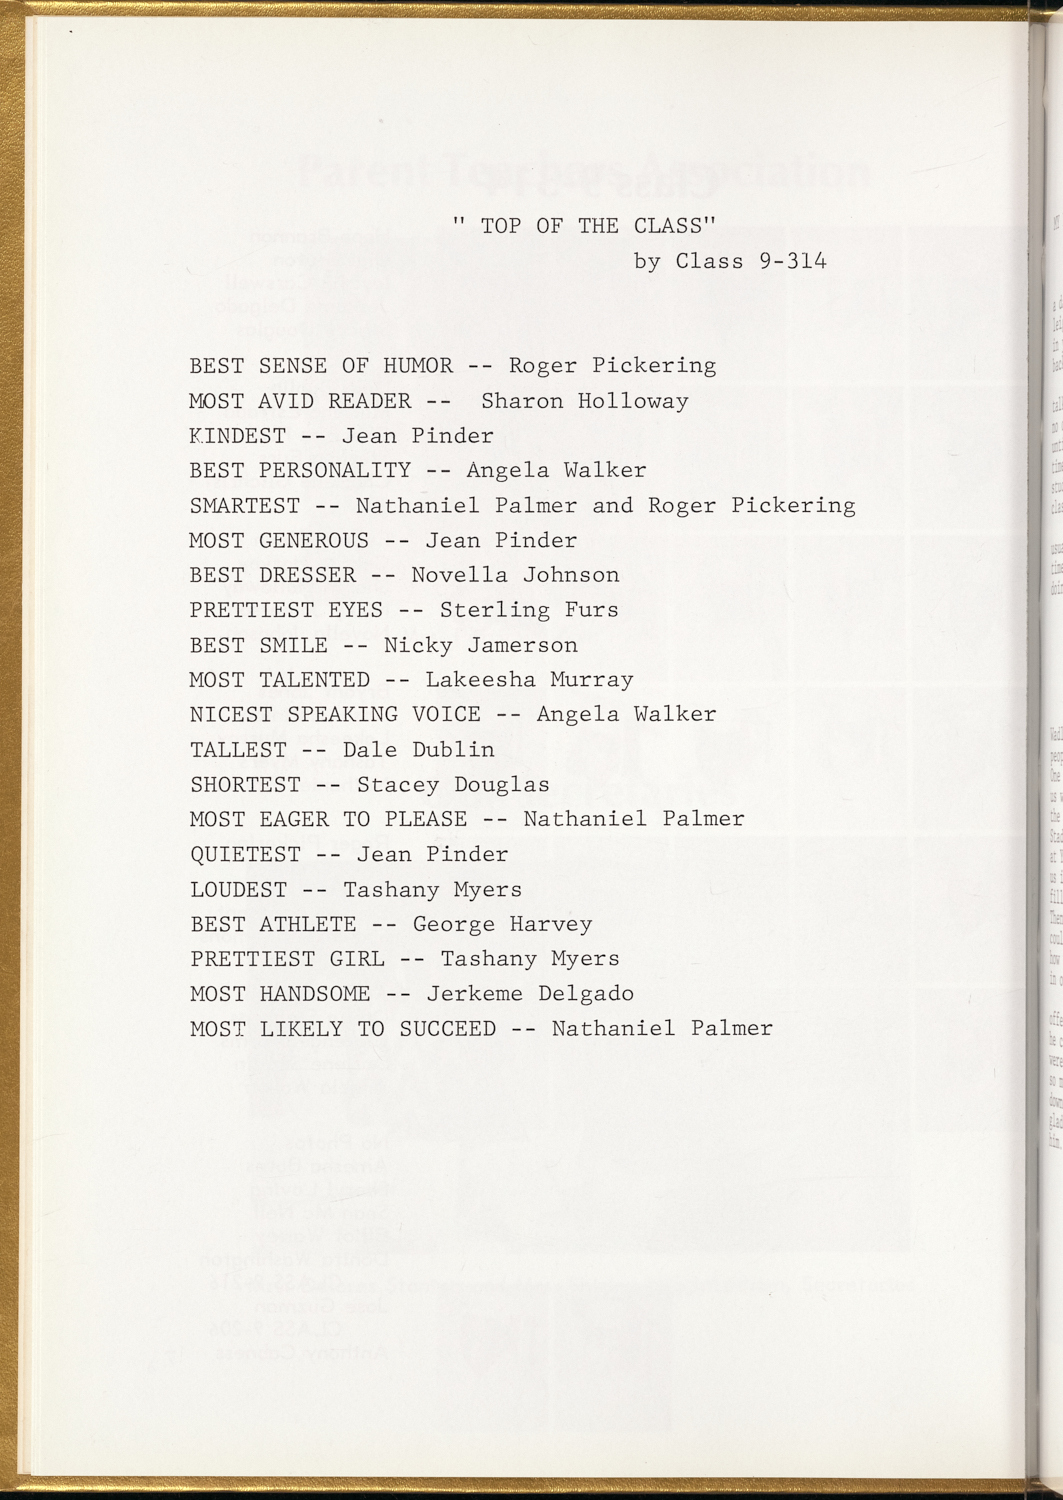 " TOP OF THE CLASS"
by Class 9-314
BEST SENSE OF HUMOR -- Roger Pickering
MOST AVID READER -- Sharon Holloway
KINDEST -- Jean Pinder
BEST PERSONALITY -- Angela Walker
SMARTEST -- Nathaniel Palmer and Roger Pickering
MOST GENEROUS -- Jean Pinder
BEST DRESSER -- Novella Johnson
PRETTIEST EYES -- Sterling Furs
BEST SMILE -- Nicky Jamerson
MOST TALENTED -- Lakeesha Murray
NICEST SPEAKING VOICE -- Angela Walker
TALLEST -- Dale Dublin
SHORTEST -- Stacey Douglas
MOST EAGER TO PLEASE -- Nathaniel Palmer
QUIETEST -- Jean Pinder
LOUDEST -- Tashany Myers
BEST ATHLETE -- George Harvey
PRETTIEST GIRL -- Tashany Myers
MOST HANDSOME -- Jerkeme Delgado
MOST LIKELY TO SUCCEED -- Nathaniel Palmer